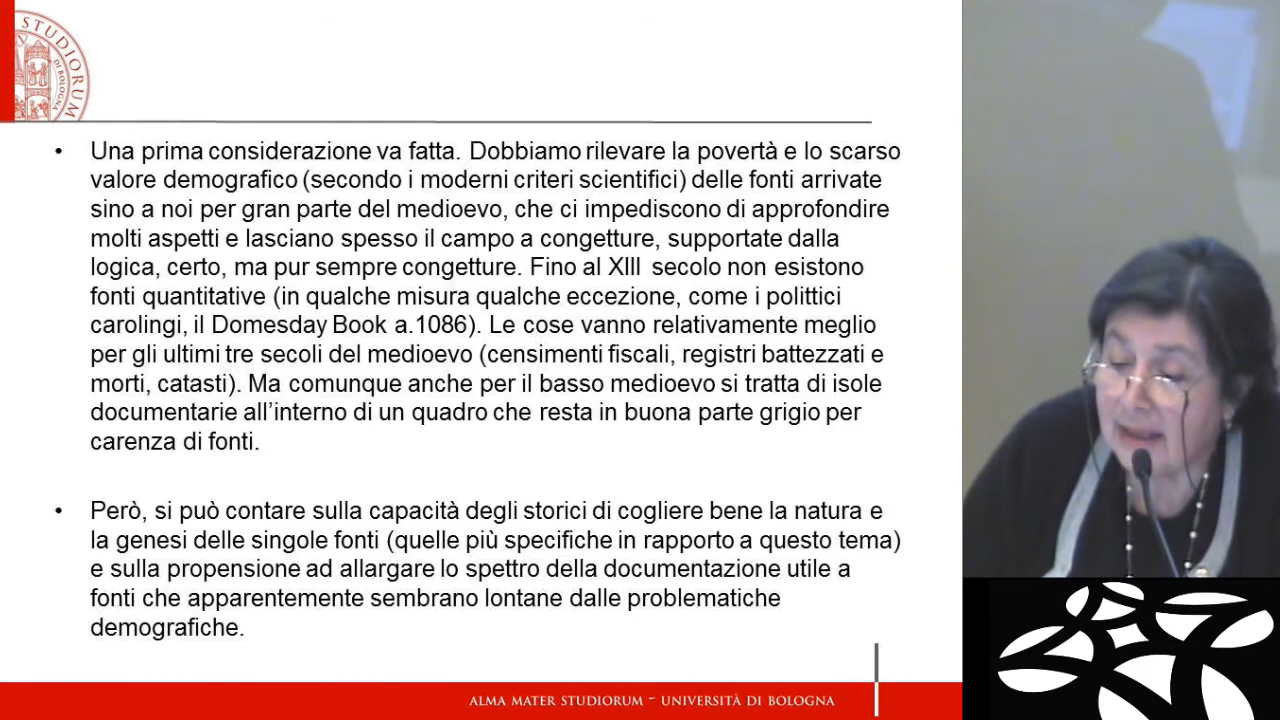 STUDIORUM
DI BOLOGNA
• Una prima considerazione va fatta. Dobbiamo rilevare la povertà e lo scarso
valore demografico (secondo i moderni criteri scientifici) delle fonti arrivate
sino a noi per gran parte del medioevo, che ci impediscono di approfondire
molti aspetti e lasciano spesso il campo a congetture, supportate dalla
logica, certo, ma pur sempre congetture. Fino al XIII secolo non esistono
fonti quantitative (in qualche misura qualche eccezione, come i polittici
carolingi, il Domesday Book a.1086). Le cose vanno relativamente meglio
per gli ultimi tre secoli del medioevo (censimenti fiscali, registri battezzati e
morti, catasti). Ma comunque anche per il basso medioevo si tratta di isole
documentarie all’interno di un quadro che resta in buona parte grigio per
carenza di fonti.
• Però, si può contare sulla capacità degli storici di cogliere bene la natura e
la genesi delle singole fonti (quelle più specifiche in rapporto a questo tema)
e sulla propensione ad allargare lo spettro della documentazione utile a
fonti che apparentemente sembrano lontane dalle problematiche
demografiche.
ALMA MATER STUDIORUM ~ UNIVERSITÀ DI BOLOGNA